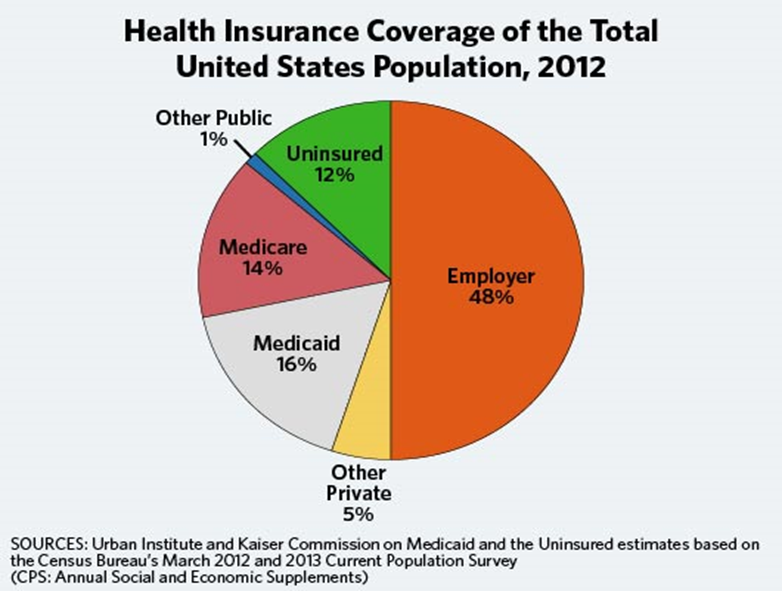 Health Insurance Coverage of the Total
United States Population, 2012
Other Public
1%
Uninsured
12%
Medicare
14%
Employer
48%
Medicaid
16%
Other
Private
5%
SOURCES: Urban Institute and Kaiser Commission on Medicaid and the Uninsured estimates based on
the Census Bureau's March 2012 and 2013 Current Population Survey
(CPS: Annual Social and Economic Supplements)